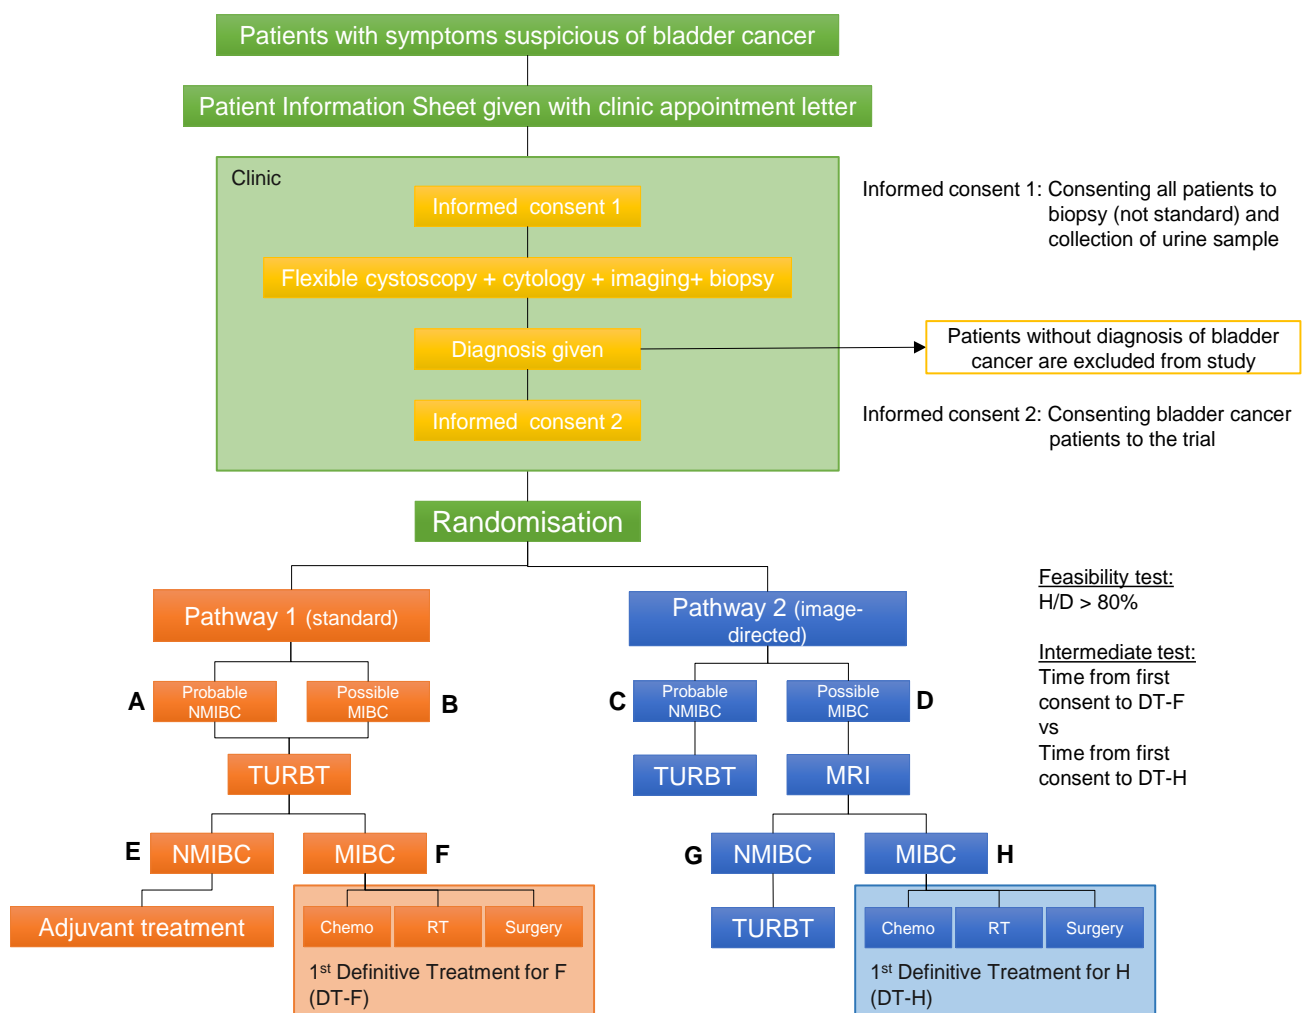 Patients with symptoms suspicious of bladder cancer
Patient Information Sheet given with clinic appointment letter
Clinic
Informed consent 1
Flexible cystoscopy + cytology + imaging+ biopsy
Diagnosis given
Informed consent 2
Informed consent 1: Consenting all patients to
biopsy (not standard) and
collection of urine sample
Patients without diagnosis of bladder
cancer are excluded from study
Informed consent 2: Consenting bladder cancer
patients to the trial
Randomisation
Pathway 1 (standard)
Pathway 2 (image-
directed)
Feasibility test:
H/D > 80%
Intermediate test:
Time from first
consent to DT-F
vs
Time from first
consent to DT-H
A
Probable
NMIBC
Possible
MIBC
B
C
Probable
NMIBC
Possible
MIBC
D
TURBT
TURBT
MRI
E
NMIBC
MIBC
F
G
NMIBC
MIBC
H
Adjuvant treatment
Chemo
RT
Surgery
1st Definitive Treatment for F
(DT-F)
TURBT
Chemo
RT
Surgery
1st Definitive Treatment for H
(DT-H)